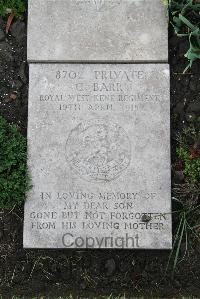 8702 PRIVATE
C. BARR
ROYAL WEST KENT REGIMENT
19TH APRIL 1915
IN LOVING MEMORY OF
MY DEAR SON
GONE BUT NOT FORGOTTEN
FROM HIS LOVING MOTHER
Copyright